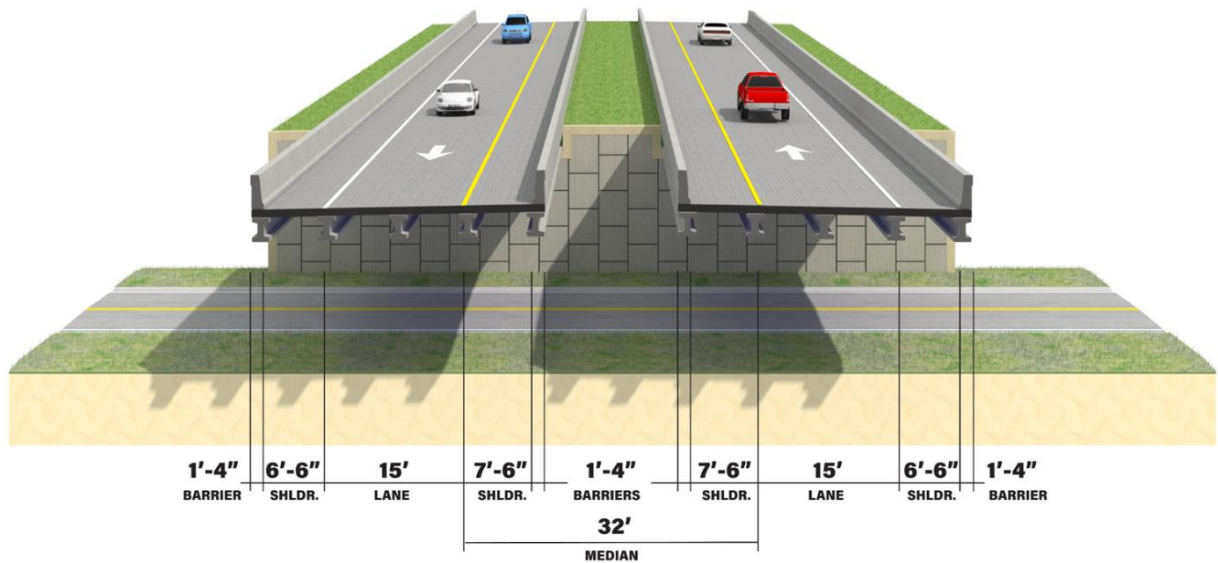 1’-4” 6’-6” 15’ 7’-6” 1’-4” 7’-6” 15’ 6’-6” 1’-4”
BARRIER SHLDR. LANE SHLDR. BARRIERS SHLDR. LANE SHLDR. BARRIER
32’
MEDIAN